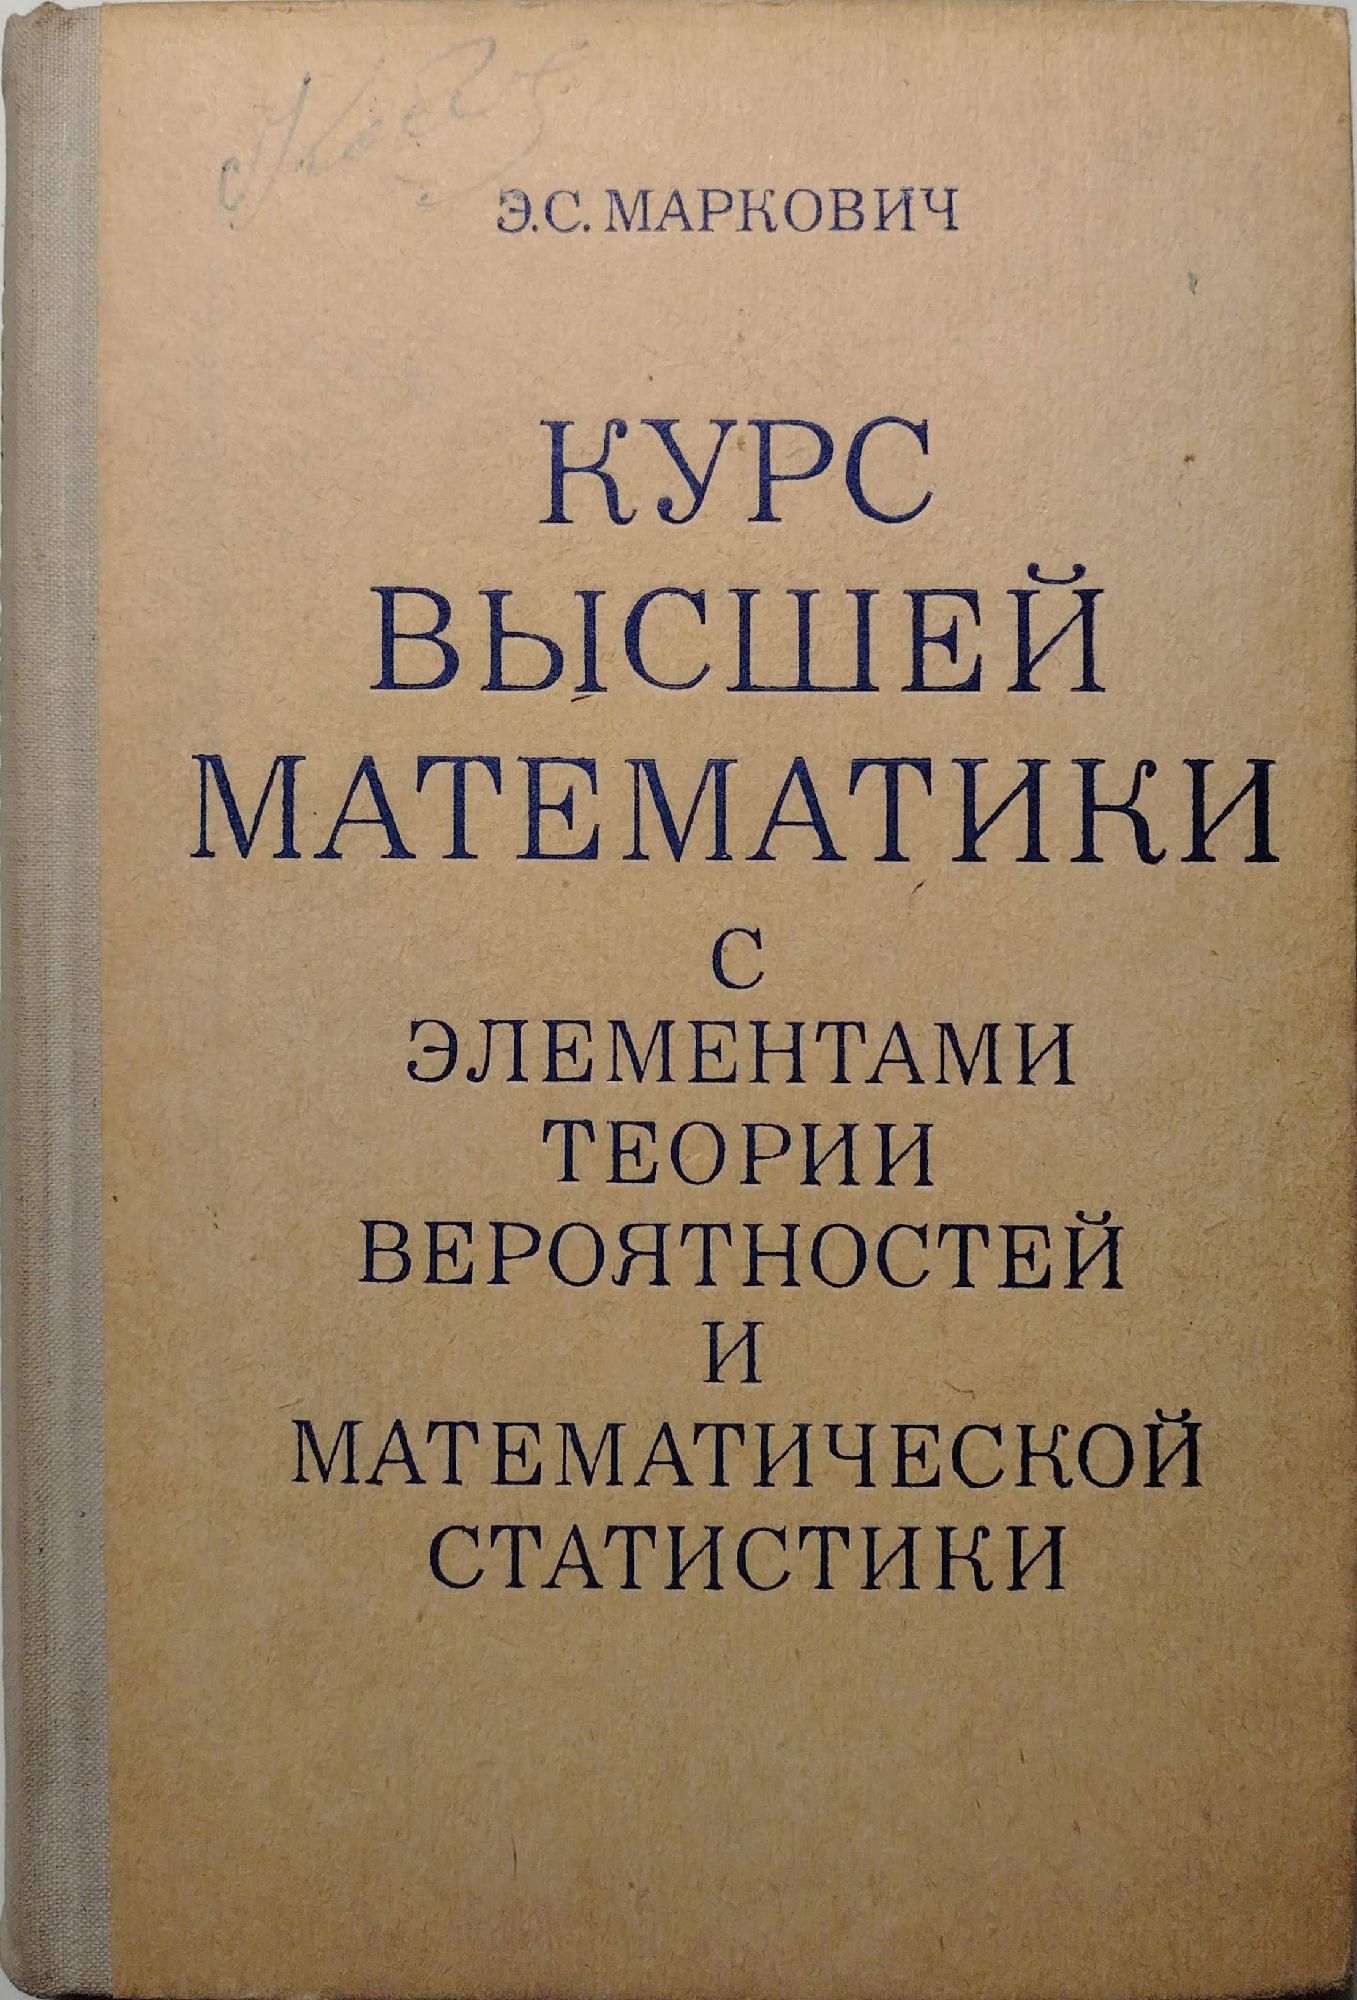 Э.С. МАРКОВИЧ
КУРС
ВЫСШЕЙ
МАТЕМАТИКИ
С
ЭЛЕМЕНТАМИ
ТЕОРИИ
ВЕРОЯТНОСТЕЙ
И
МАТЕМАТИЧЕСКОЙ
СТАТИСТИКИ